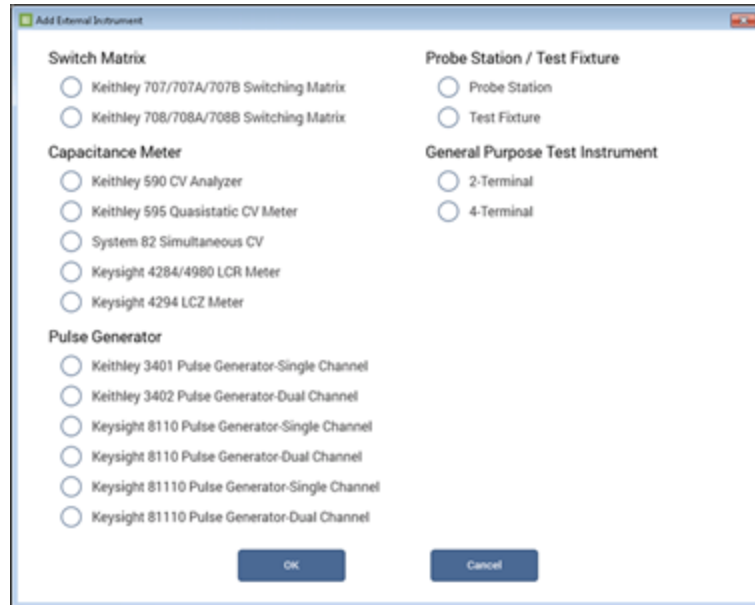 Add External Instrument
Switch Matrix
Keithley 707/707A/707B Switching Matrix
Keithley 708/708A/708B Switching Matrix
Capacitance Meter
Keithley 590 CV Analyzer
Keithley 595 Quasistatic CV Meter
System 82 Simultaneous CV
Keysight 4284/4980 LCR Meter
Keysight 4294 LCZ Meter
Pulse Generator
Keithley 3401 Pulse Generator-Single Channel
Keithley 3402 Pulse Generator-Dual Channel
Keysight 8110 Pulse Generator-Single Channel
Keysight 8110 Pulse Generator-Dual Channel
Keysight 81110 Pulse Generator-Single Channel
Keysight 81110 Pulse Generator-Dual Channel
Probe Station / Test Fixture
Probe Station
Test Fixture
General Purpose Test Instrument
2-Terminal
4-Terminal
OK
Cancel